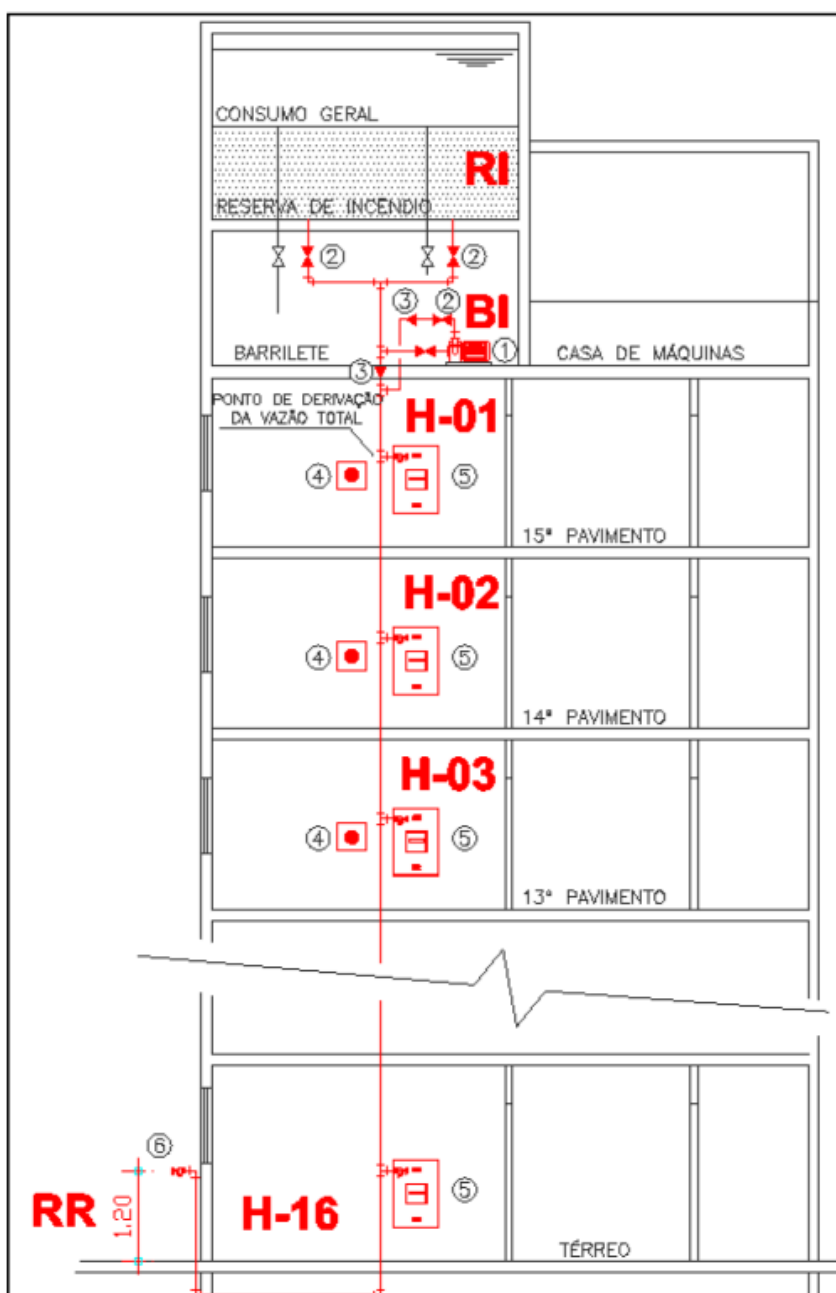 CONSUMO GERAL
RI
RESERVA DE INCÊNDIO
② ②
③ ② BI
BARRILETE ① CASA DE MÁQUINAS
③
PONTO DE DERIVAÇÃO
DA VAZÃO TOTAL
H-01
④ ⑤
15º PAVIMENTO
H-02
④ ⑤
14º PAVIMENTO
H-03
④ ⑤
13º PAVIMENTO
⑥
RR 1.20 H-16 ⑤
TÉRREO